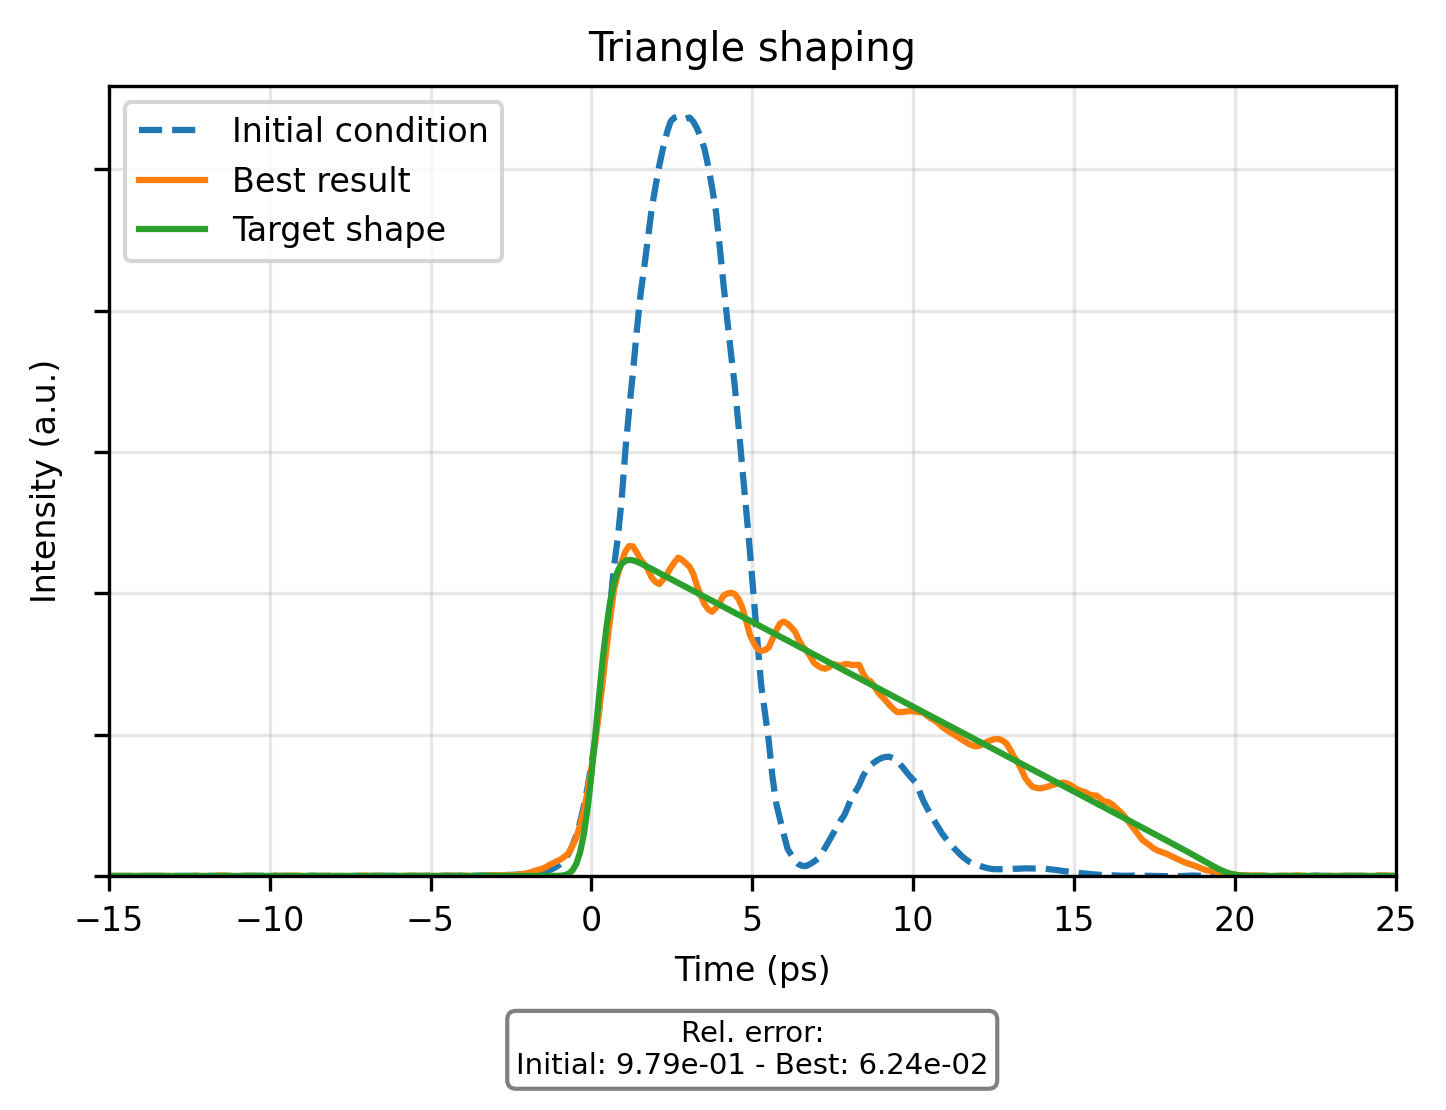 Triangle shaping
Initial condition
Best result
Target shape
Intensity (a.u.)
−15 −10 −5 0 5 10 15 20 25
Time (ps)
Rel. error:
Initial: 9.79e-01 - Best: 6.24e-02